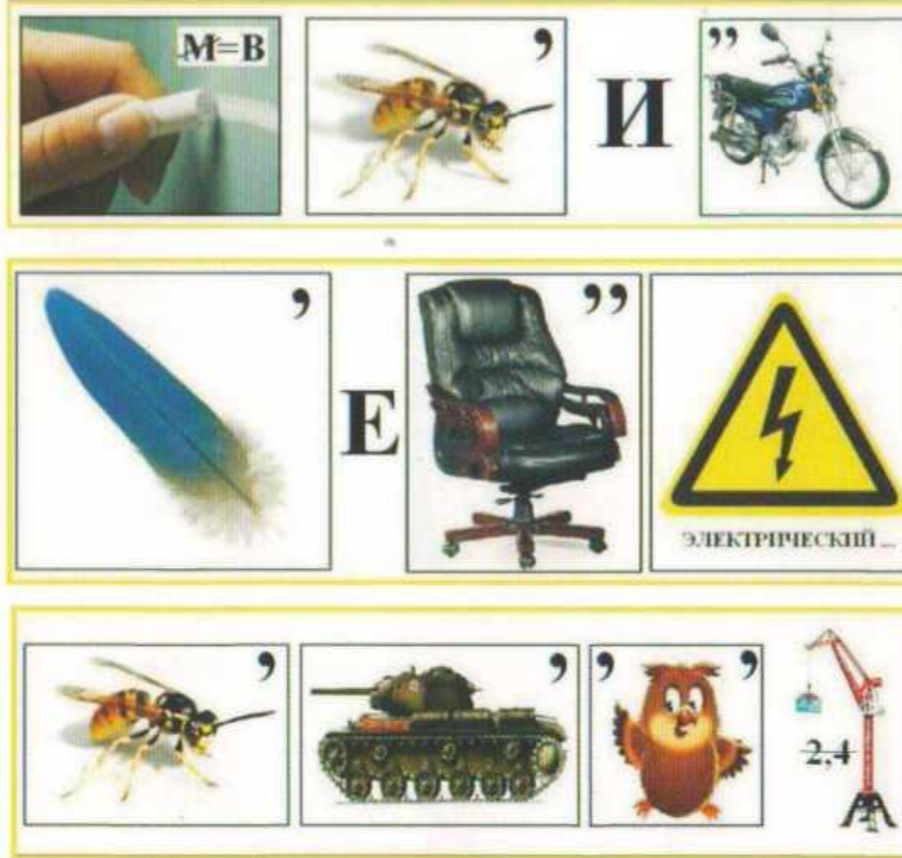 М=В , И ,,
, Е ,,
ЭЛЕКТРИЧЕСКИЙ ...
, , , , 2,4